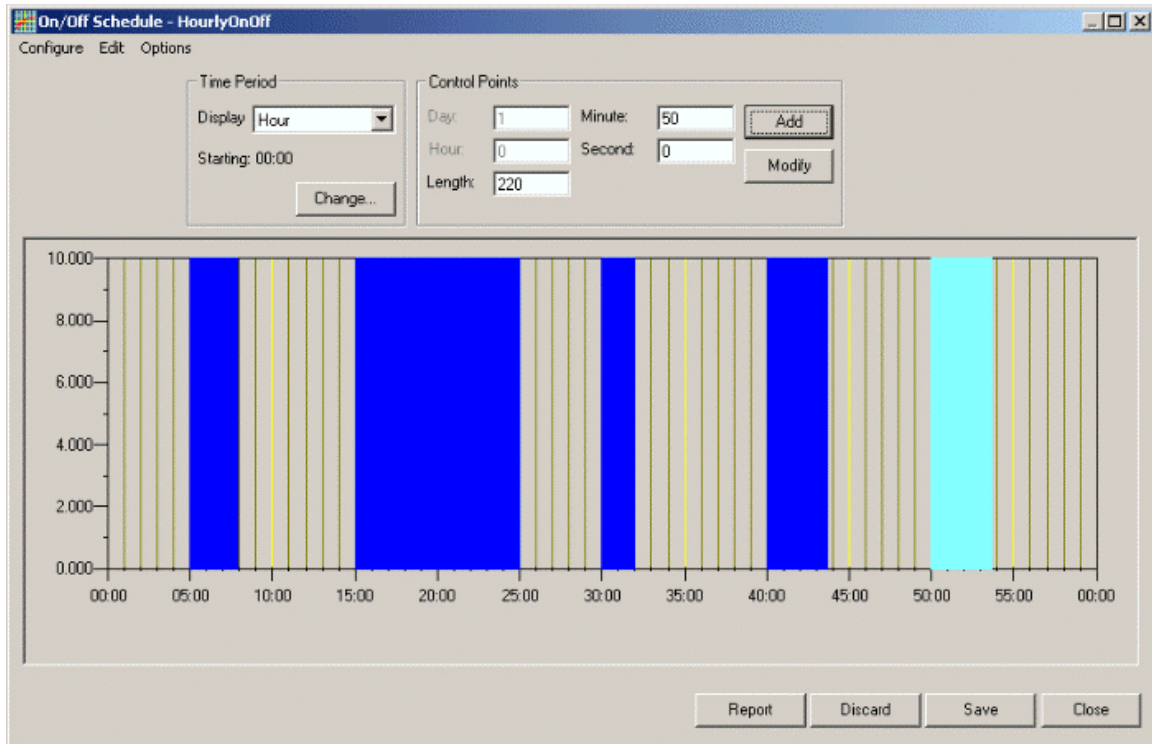 On/Off Schedule - HourlyOnOff
Configure Edit Options
Time Period
Display Hour
Starting: 00:00
Change...
Control Points
Day: 1 Minute: 50 Add
Hour: 0 Second: 0
Length: 220 Modify
10.000
8.000
6.000
4.000
2.000
0.000
00:00 05:00 10:00 15:00 20:00 25:00 30:00 35:00 40:00 45:00 50:00 55:00 00:00
Report Discard Save Close